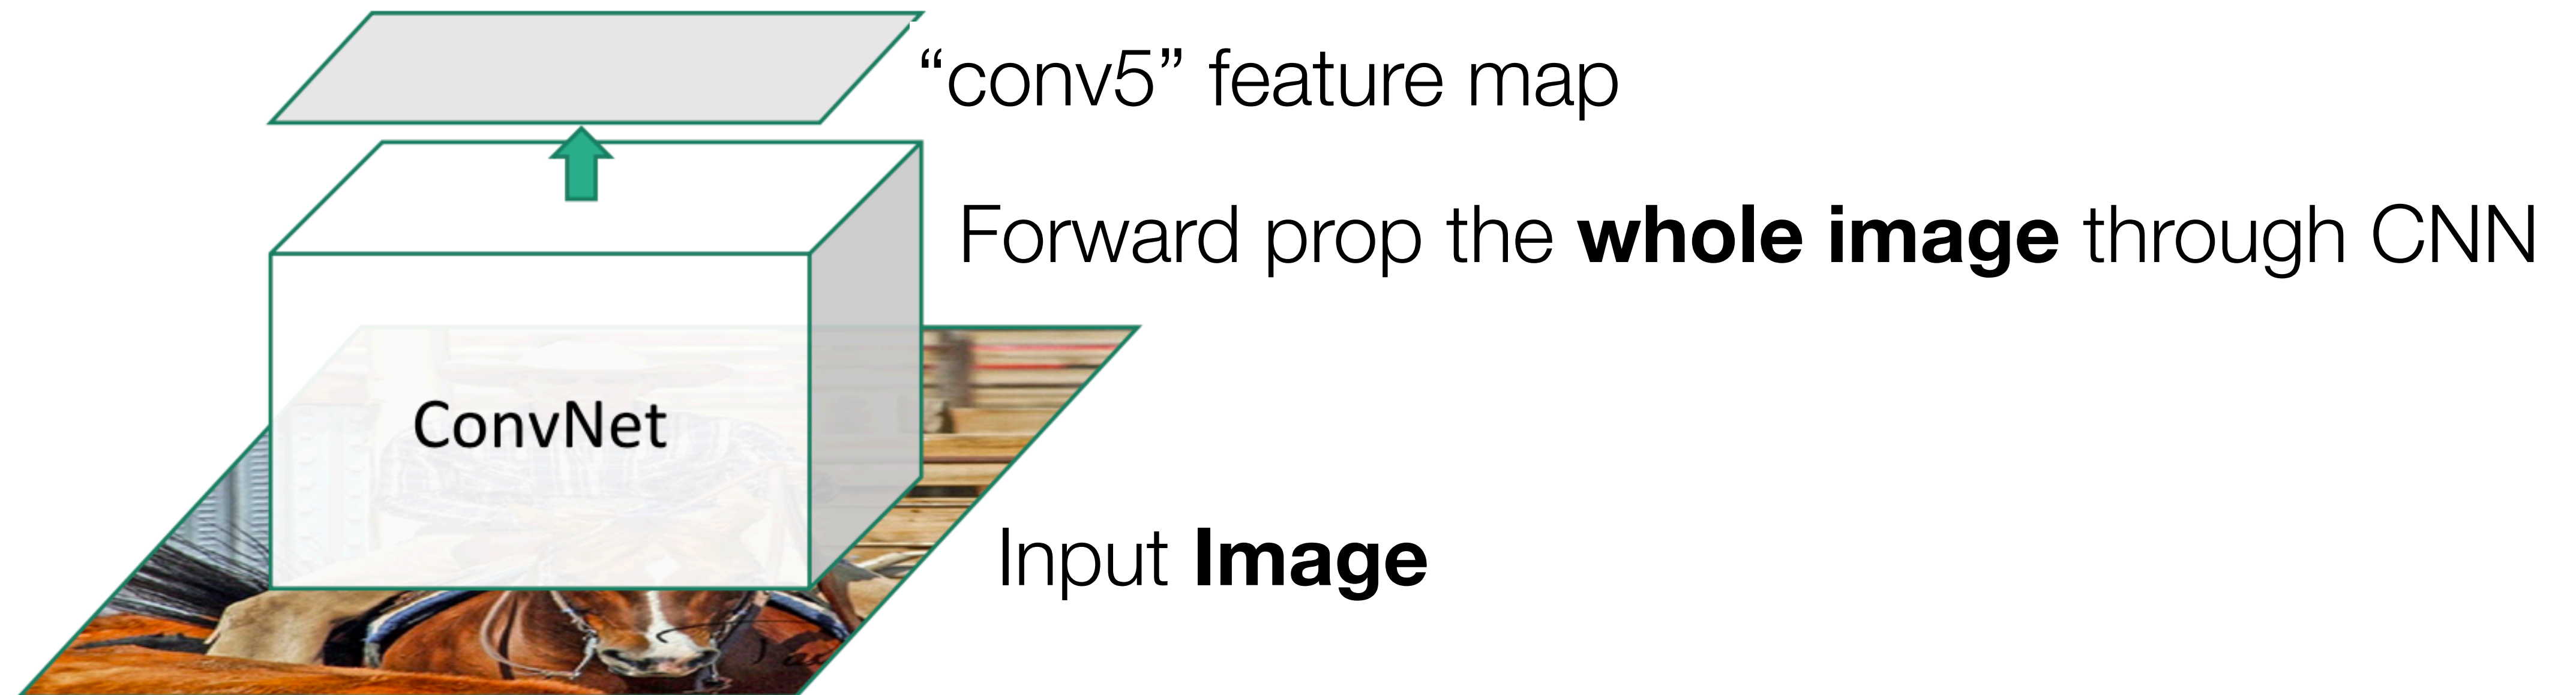 “conv5” feature map
Forward prop the whole image through CNN
ConvNet
Input Image